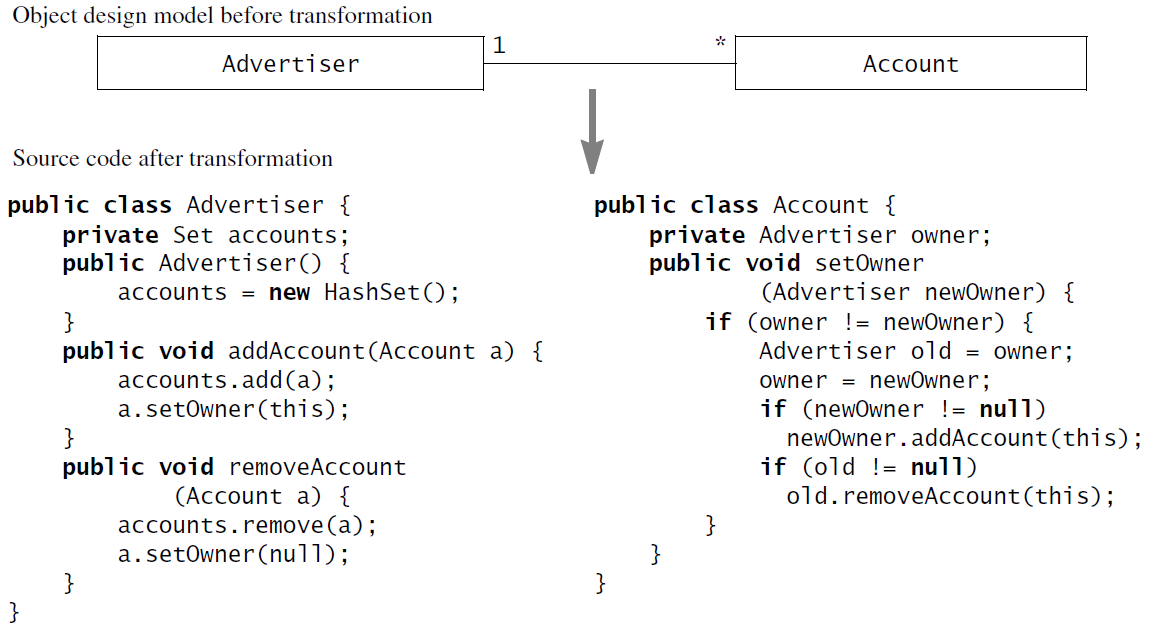 Object design model before transformation
1
*
Advertiser
Account
Source code after transformation
public class Advertiser {
private Set accounts;
public Advertiser() {
accounts = new HashSet();
}
public void addAccount(Account a) {
accounts.add(a);
a.setOwner(this);
}
public void removeAccount
(Account a) {
accounts.remove(a);
a.setOwner(null);
}
}
public class Account {
private Advertiser owner;
public void setOwner
(Advertiser newOwner) {
if (owner != newOwner) {
Advertiser old = owner;
owner = newOwner;
if (newOwner != null)
newOwner.addAccount(this);
if (old != null)
old.removeAccount(this);
}
}
}